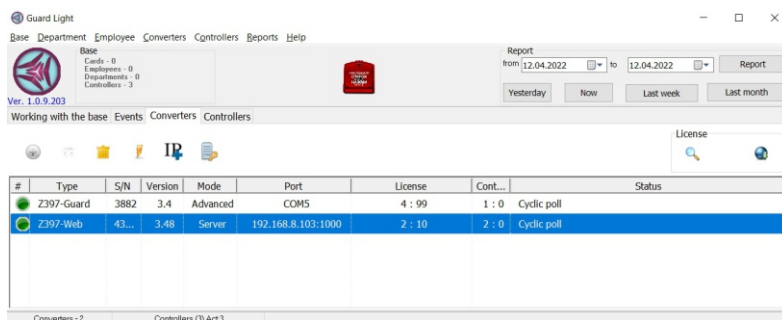 Guard Light
Base Department Employee Converters Controllers Reports Help
Base
Cards - 0
Employees - 0
Departments - 0
Controllers - 3
Ver. 1.0.9.203
Report
from 12.04.2022 to 12.04.2022 Report
Yesterday Now Last week Last month
Working with the base Events Converters Controllers
License
IP
# Type S/N Version Mode Port License Cont... Status
Z397-Guard 3882 3.4 Advanced COM5 4 : 99 1 : 0 Cyclic poll
Z397-Web 43... 3.48 Server 192.168.8.103:1000 2 : 10 2 : 0 Cyclic poll
Converters - 2 Controllers (3) Act 3